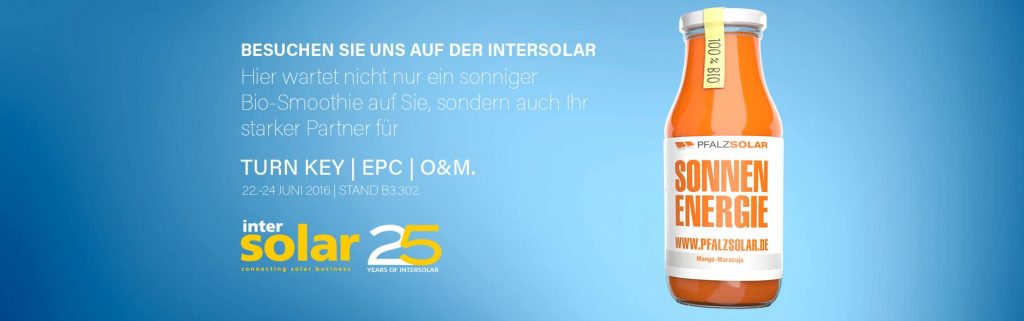 BESUCHEN SIE UNS AUF DER INTERSOLAR
Hier wartet nicht nur ein sonniger
Bio-Smoothie auf Sie, sondern auch Ihr
starker Partner für
TURN KEY | EPC | O&M.
22.-24 JUNI 2016 | STAND B3.302
inter
solar
connecting solar business
25
YEARS OF INTERSOLAR
100% BIO
PFALZSOLAR
SONNEN
ENERGIE
WWW.PFALZSOLAR.DE
Mango-Maracuja